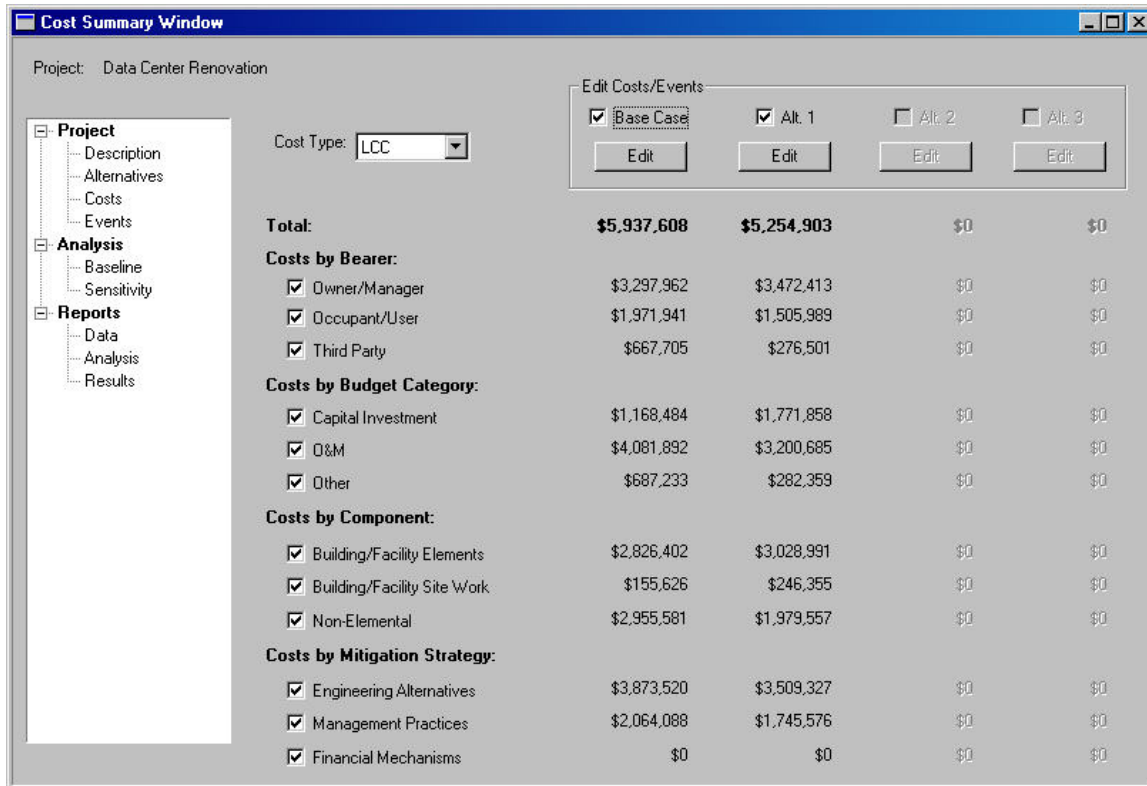 Cost Summary Window
Project: Data Center Renovation
Project
Description
Alternatives
Costs
Events
Analysis
Baseline
Sensitivity
Reports
Data
Analysis
Results
Cost Type: LCC
Edit Costs/Events
Base Case Alt. 1 Alt. 2 Alt. 3
Edit Edit Edit Edit
Total: $5,937,608 $5,254,903 $0 $0
Costs by Bearer:
Owner/Manager $3,297,962 $3,472,413 $0 $0
Occupant/User $1,971,941 $1,505,989 $0 $0
Third Party $667,705 $276,501 $0 $0
Costs by Budget Category:
Capital Investment $1,168,484 $1,771,858 $0 $0
O&M $4,081,892 $3,200,685 $0 $0
Other $687,233 $282,359 $0 $0
Costs by Component:
Building/Facility Elements $2,826,402 $3,028,991 $0 $0
Building/Facility Site Work $155,626 $246,355 $0 $0
Non-Elemental $2,955,581 $1,979,557 $0 $0
Costs by Mitigation Strategy:
Engineering Alternatives $3,873,520 $3,509,327 $0 $0
Management Practices $2,064,088 $1,745,576 $0 $0
Financial Mechanisms $0 $0 $0 $0